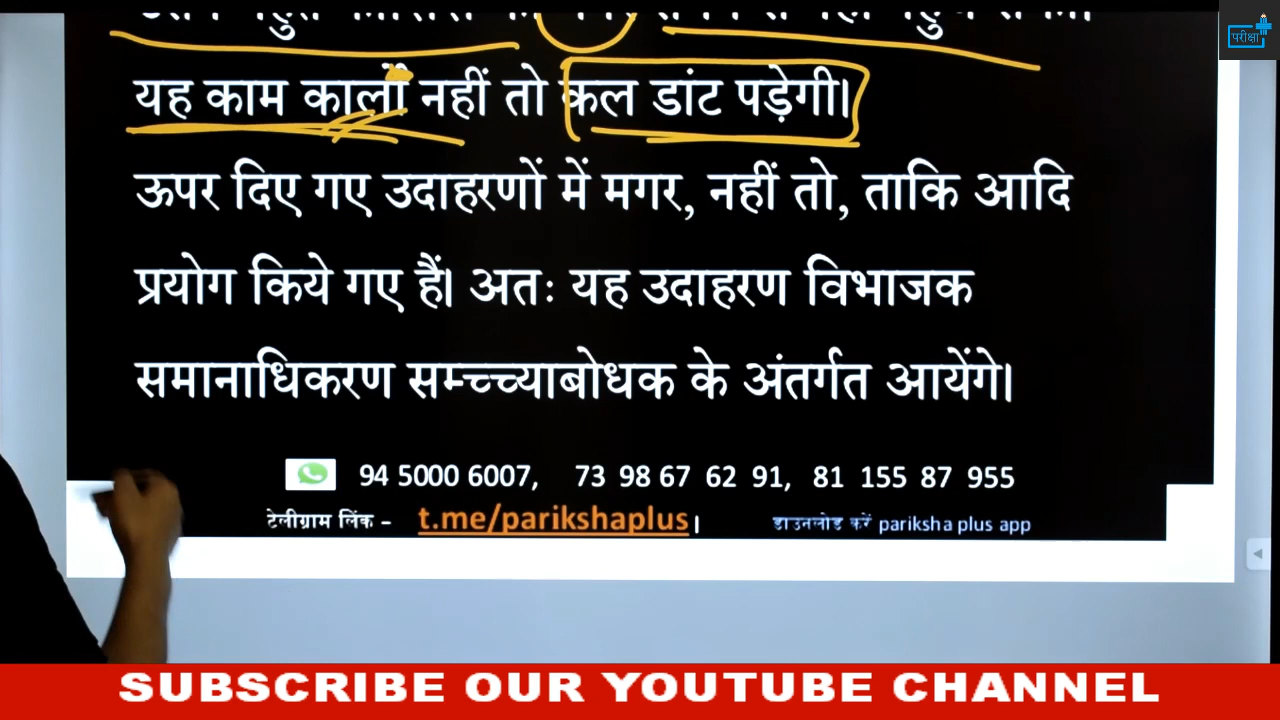 परीक्षा
यह काम कालों नहीं तो कल डांट पड़ेगी।
ऊपर दिए गए उदाहरणों में मगर, नहीं तो, ताकि आदि
प्रयोग किये गए हैं। अतः यह उदाहरण विभाजक
समानाधिकरण सम्च्च्याबोधक के अंतर्गत आयेंगे।
94 5000 6007, 73 98 67 62 91, 81 155 87 955
टेलीग्राम लिंक – t.me/parikshaplus। डाउनलोड करें pariksha plus app
SUBSCRIBE OUR YOUTUBE CHANNEL